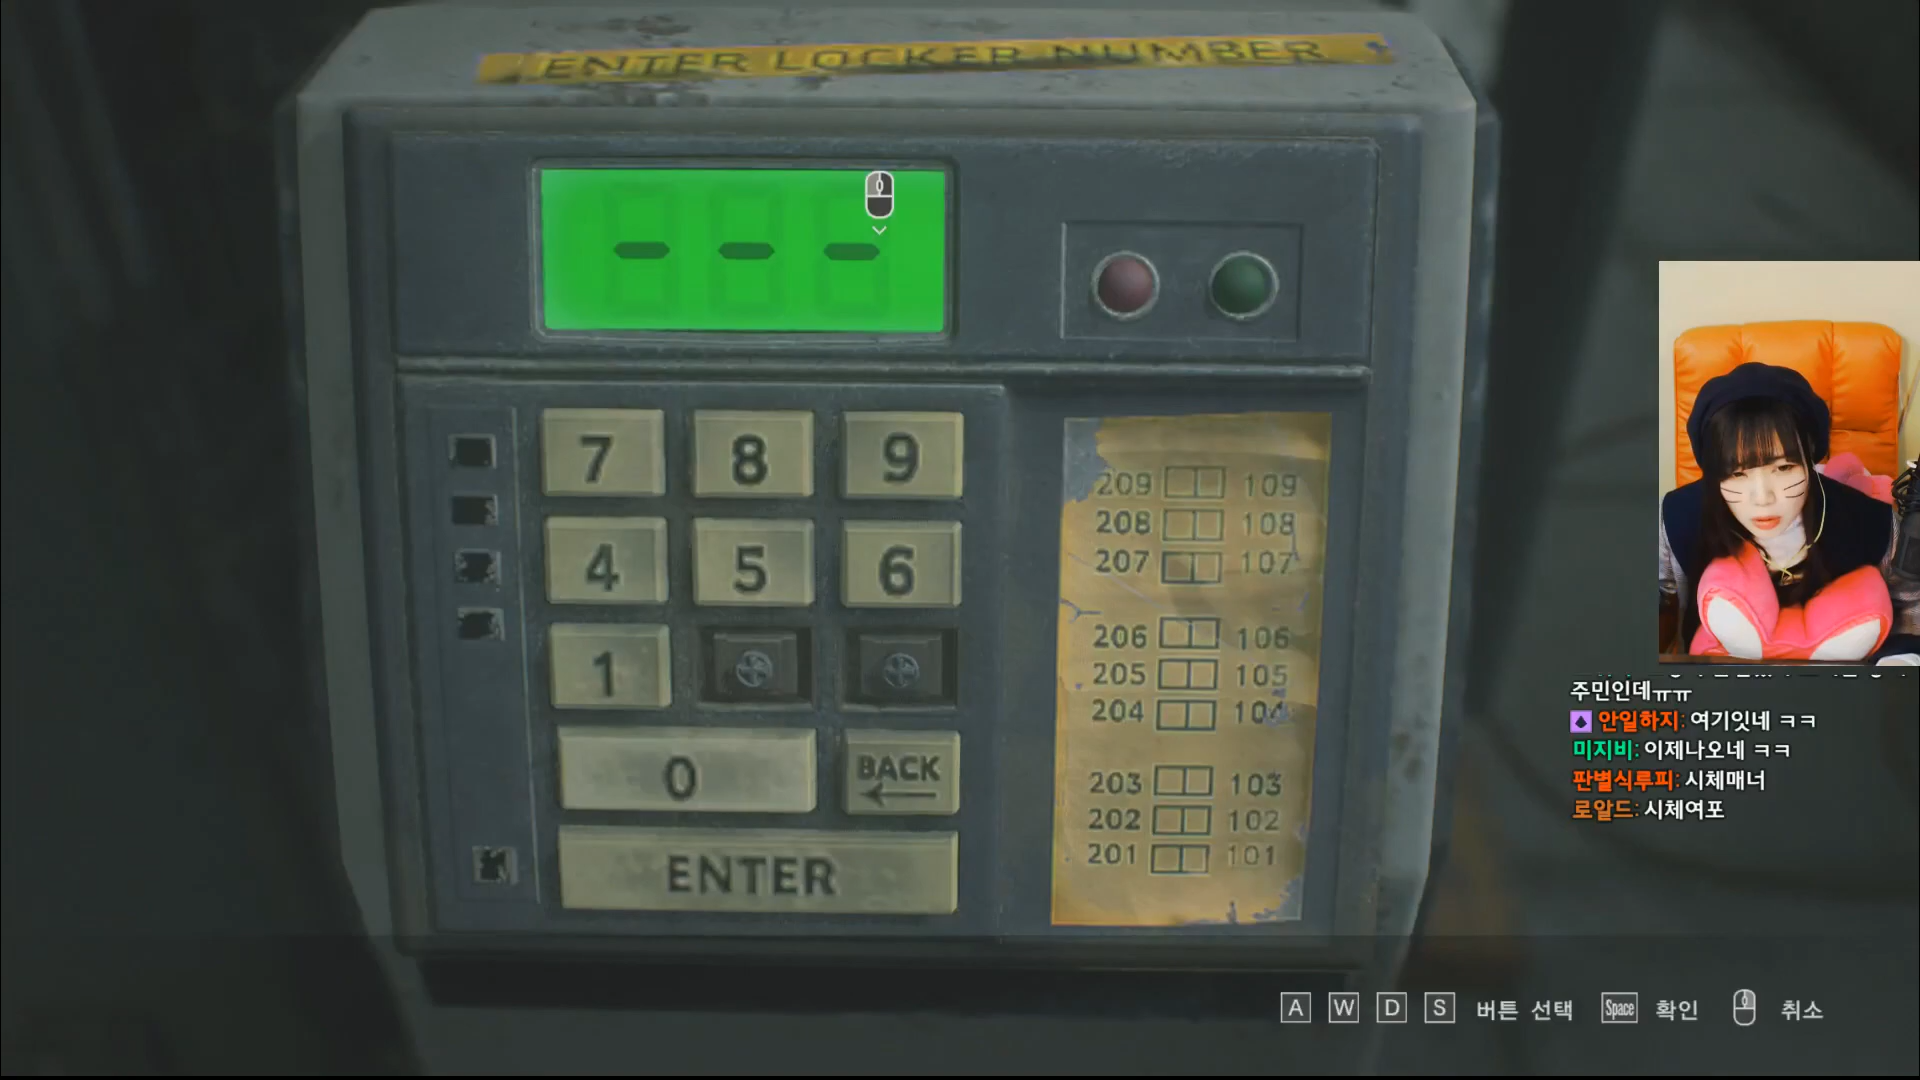 ENTER LOCKER NUMBER
7 8 9
4 5 6
1
0 BACK
ENTER
209 109
208 108
207 107
206 106
205 105
204 104
203 103
202 102
201 101
주민인데ㅠㅠ
안일하지: 여기잇네 ㅋㅋ
미지비: 이제나오네 ㅋㅋ
판별식루피: 시체매너
로알드: 시체여포
A W D S 버튼 선택 Space 확인 취소